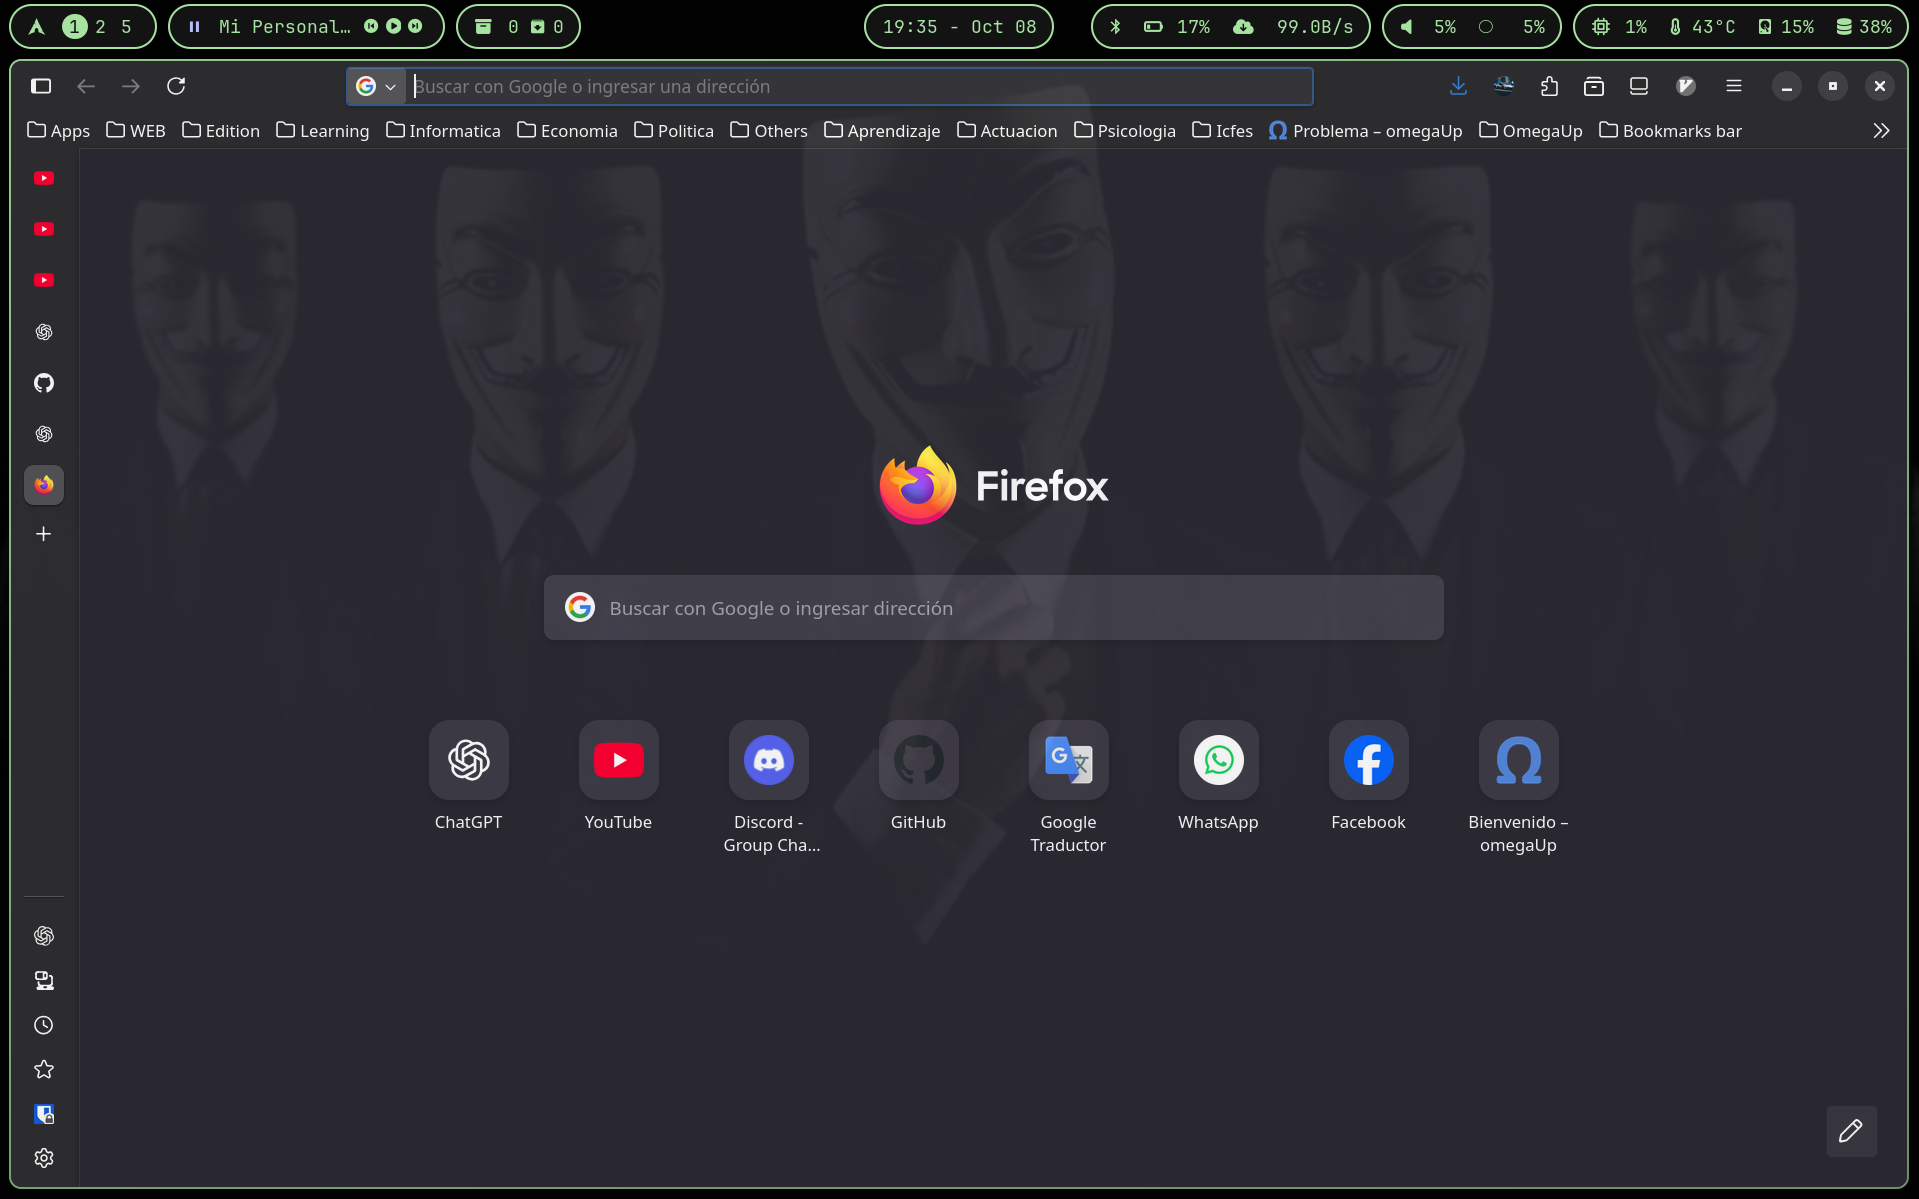 1 2 5
Mi Personal…
0 0
19:35 - Oct 08
17% 99.0B/s
5% 5%
1% 43°C 15% 38%
Buscar con Google o ingresar una dirección
Apps WEB Edition Learning Informatica Economia Politica Others Aprendizaje Actuacion Psicologia Icfes Problema – omegaUp OmegaUp Bookmarks bar
Firefox
Buscar con Google o ingresar dirección
ChatGPT
YouTube
Discord -
Group Cha…
GitHub
Google
Traductor
WhatsApp
Facebook
Bienvenido –
omegaUp